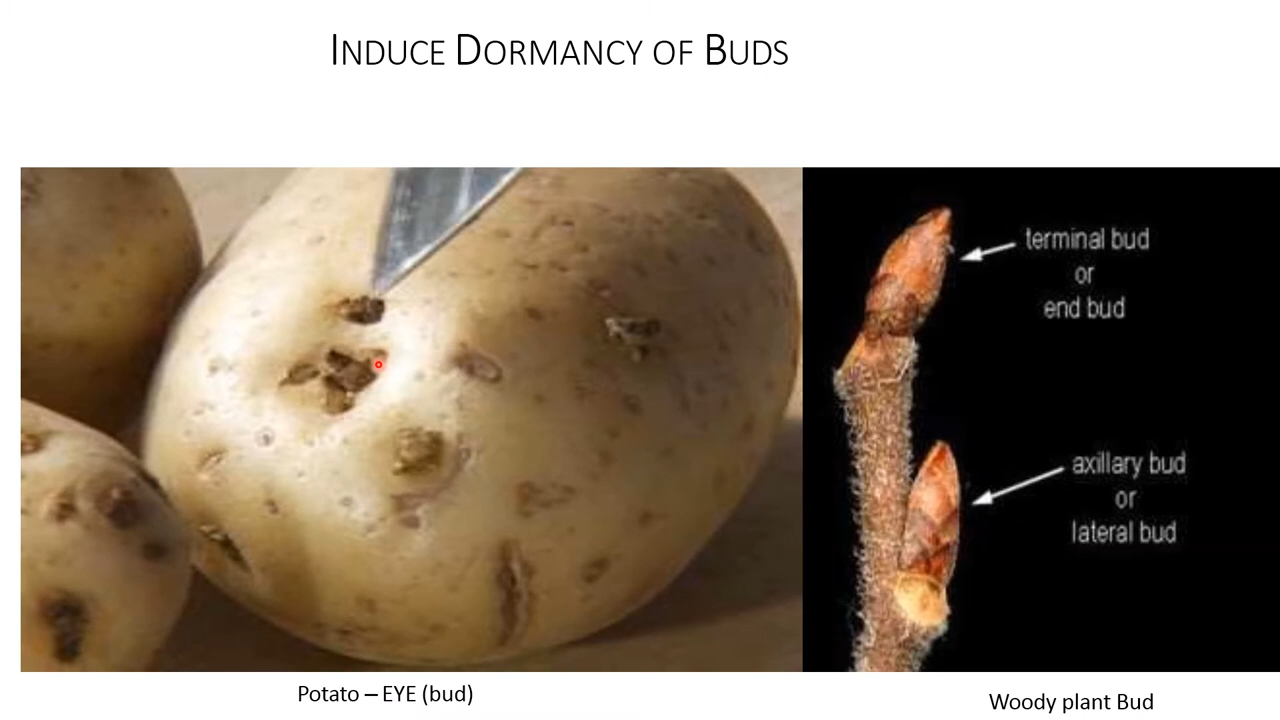 INDUCE DORMANCY OF BUDS
terminal bud
or
end bud
axillary bud
or
lateral bud
Potato – EYE (bud)
Woody plant Bud